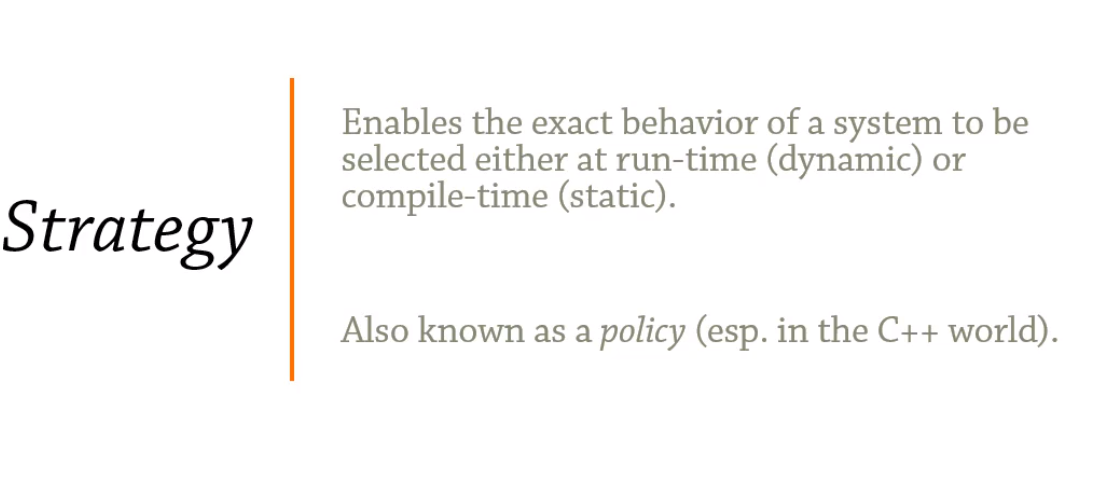 Strategy
Enables the exact behavior of a system to be
selected either at run-time (dynamic) or
compile-time (static).
Also known as a policy (esp. in the C++ world).